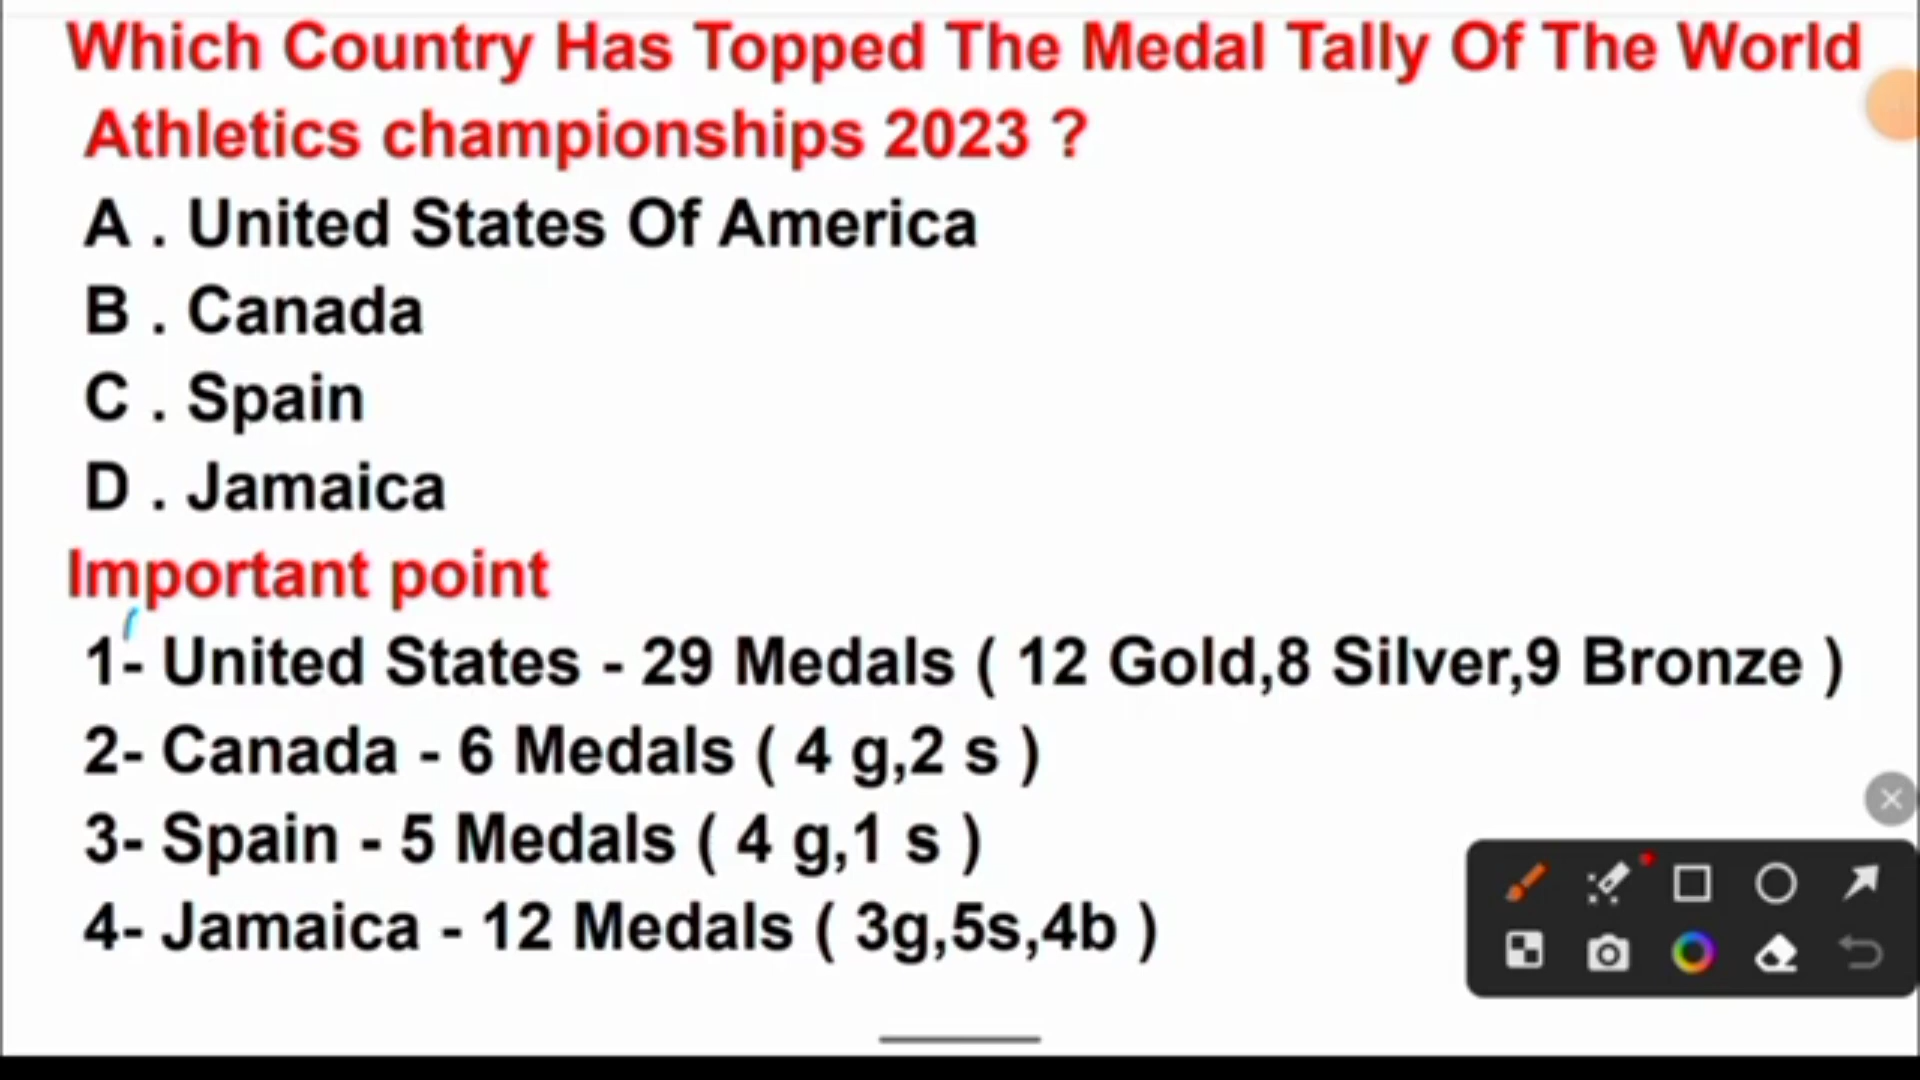 Which Country Has Topped The Medal Tally Of The World
Athletics championships 2023 ?
A . United States Of America
B . Canada
C . Spain
D . Jamaica
Important point
1- United States - 29 Medals ( 12 Gold,8 Silver,9 Bronze )
2- Canada - 6 Medals ( 4 g,2 s )
3- Spain - 5 Medals ( 4 g,1 s )
4- Jamaica - 12 Medals ( 3g,5s,4b )